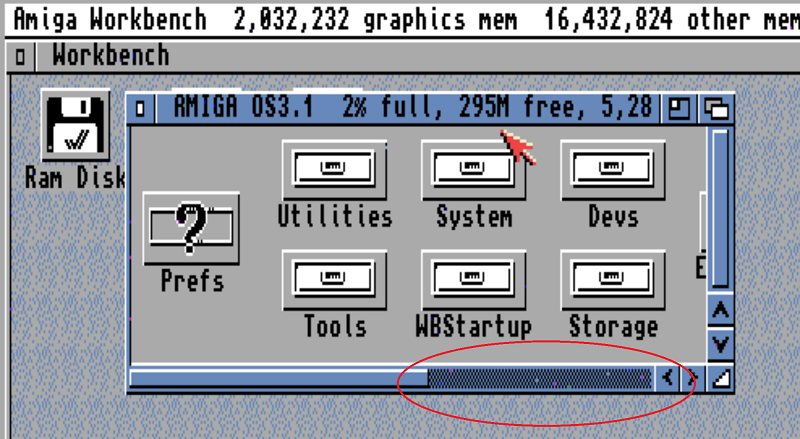 Amiga Workbench 2,032,232 graphics mem 16,432,824 other mem
Workbench
AMIGA OS3.1 2% full, 295M free, 5,28
Ram Disk
Utilities System Devs
Prefs
E
Tools WBStartup Storage